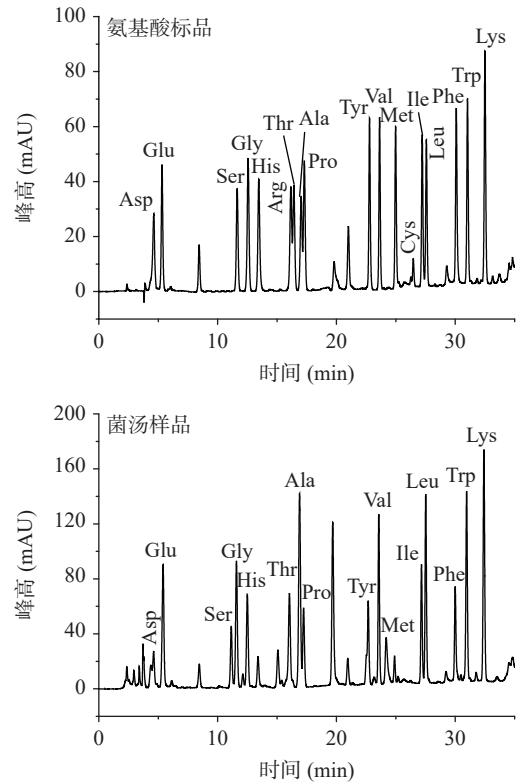 氨基酸标品
100
80
60
40
20
0
峰高 (mAU)
Asp
Glu
Ser
Gly
His
Arg
Thr
Ala
Pro
Tyr
Val
Met
Cys
Ile
Leu
Phe
Trp
Lys
0 10 20 30
时间 (min)
菌汤样品
200
160
120
80
40
0
峰高 (mAU)
Asp
Glu
Ser
Gly
His
Thr
Ala
Pro
Tyr
Val
Met
Ile
Leu
Phe
Trp
Lys
0 10 20 30
时间 (min)